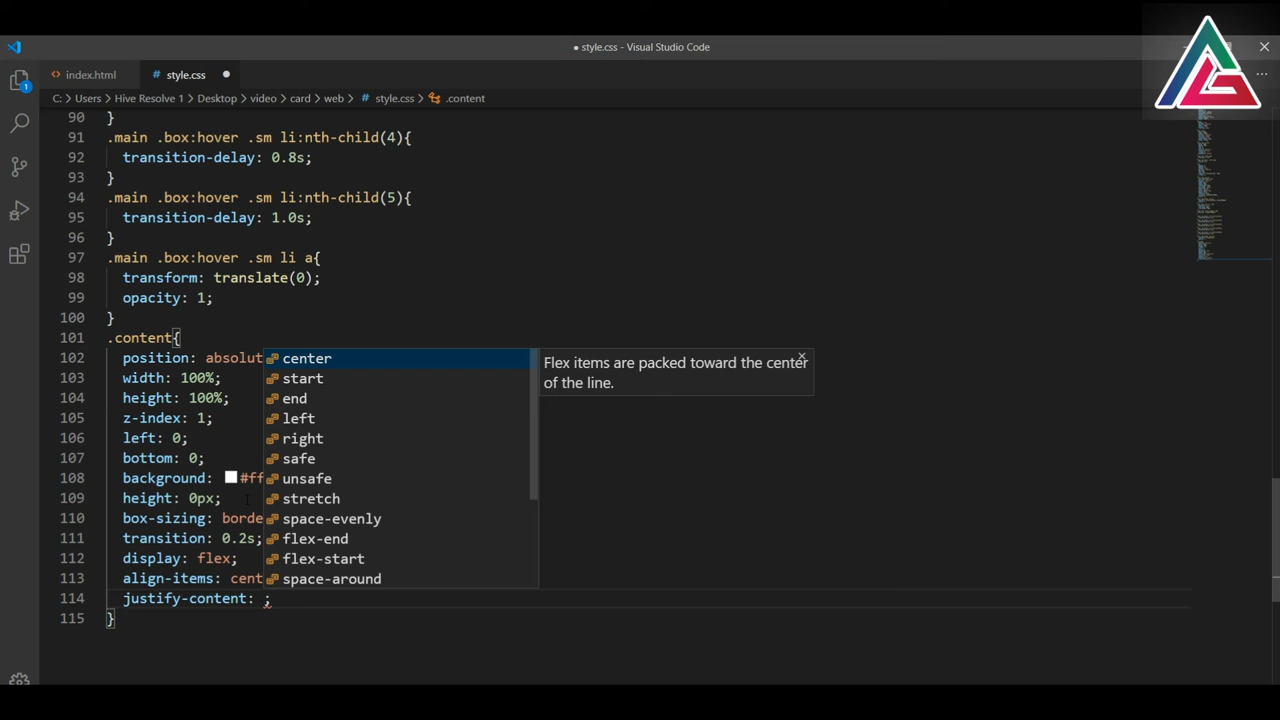 ● style.css - Visual Studio Code
index.html
style.css
C: > Users > Hive Resolve 1 > Desktop > video > card > web > # style.css > .content
90 }
91 .main .box:hover .sm li:nth-child(4){
92 transition-delay: 0.8s;
93 }
94 .main .box:hover .sm li:nth-child(5){
95 transition-delay: 1.0s;
96 }
97 .main .box:hover .sm li a{
98 transform: translate(0);
99 opacity: 1;
100 }
101 .content{
102 position: absolut
103 width: 100%;
104 height: 100%;
105 z-index: 1;
106 left: 0;
107 bottom: 0;
108 background: #ff
109 height: 0px;
110 box-sizing: borde
111 transition: 0.2s;
112 display: flex;
113 align-items: cent
114 justify-content: ;
115 }
center
start
end
left
right
safe
unsafe
stretch
space-evenly
flex-end
flex-start
space-around
Flex items are packed toward the center
of the line.
1